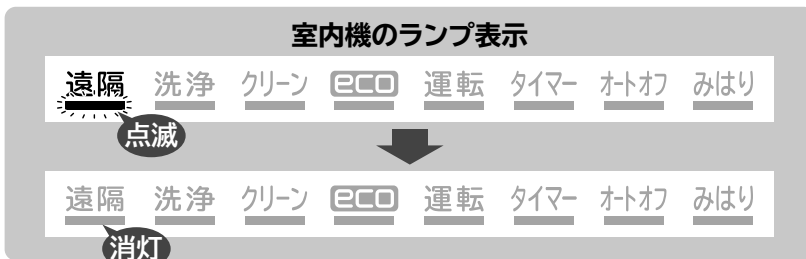 室内機のランプ表示
遠隔 洗浄 クリーン eco 運転 タイマー オートオフ みはり
点滅
遠隔 洗浄 クリーン eco 運転 タイマー オートオフ みはり
消灯